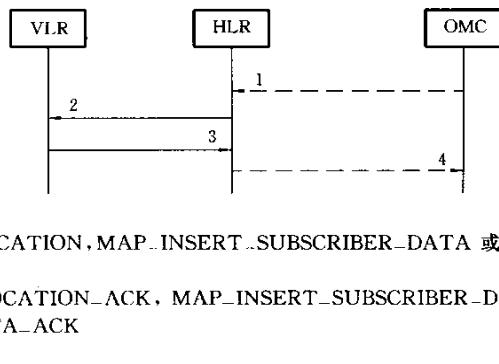 VLR HLR OMC
1
2
3
4
CATION, MAP_INSERT_SUBSCRIBER_DATA 或
OCATION_ACK, MAP_INSERT_SUBSCRIBER_D
TA_ACK